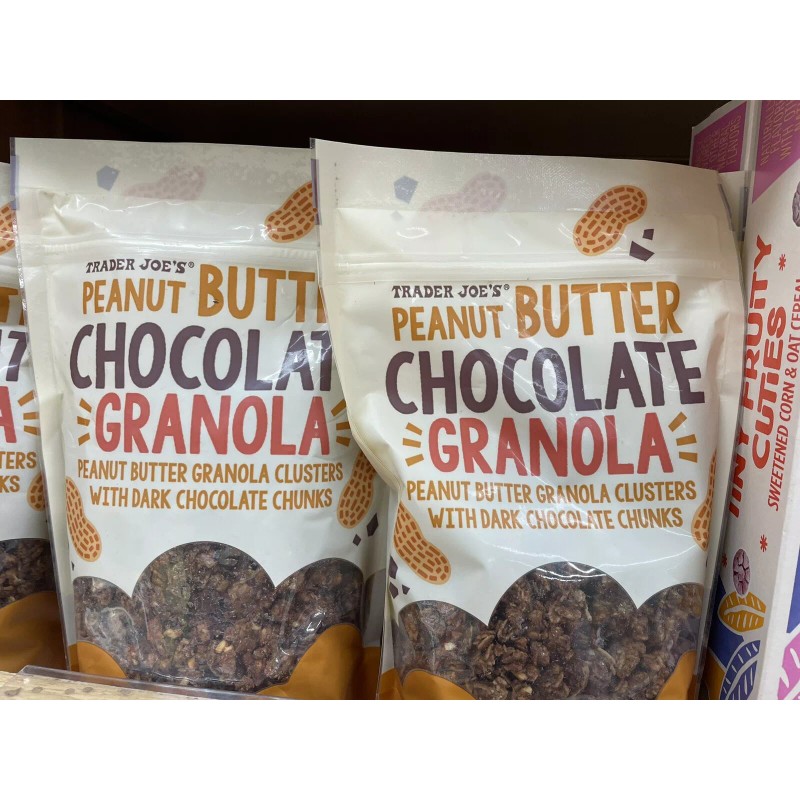 TRADER JOE'S®
PEANUT BUTT
CHOCOLAT
GRANOLA
PEANUT BUTTER GRANOLA CLUSTERS
WITH DARK CHOCOLATE CHUNKS
TRADER JOE'S®
PEANUT BUTTER
CHOCOLATE
GRANOLA
PEANUT BUTTER GRANOLA CLUSTERS
WITH DARK CHOCOLATE CHUNKS
TINY FRUITY
CUTIES
SWEETENED CORN & OAT CEREAL